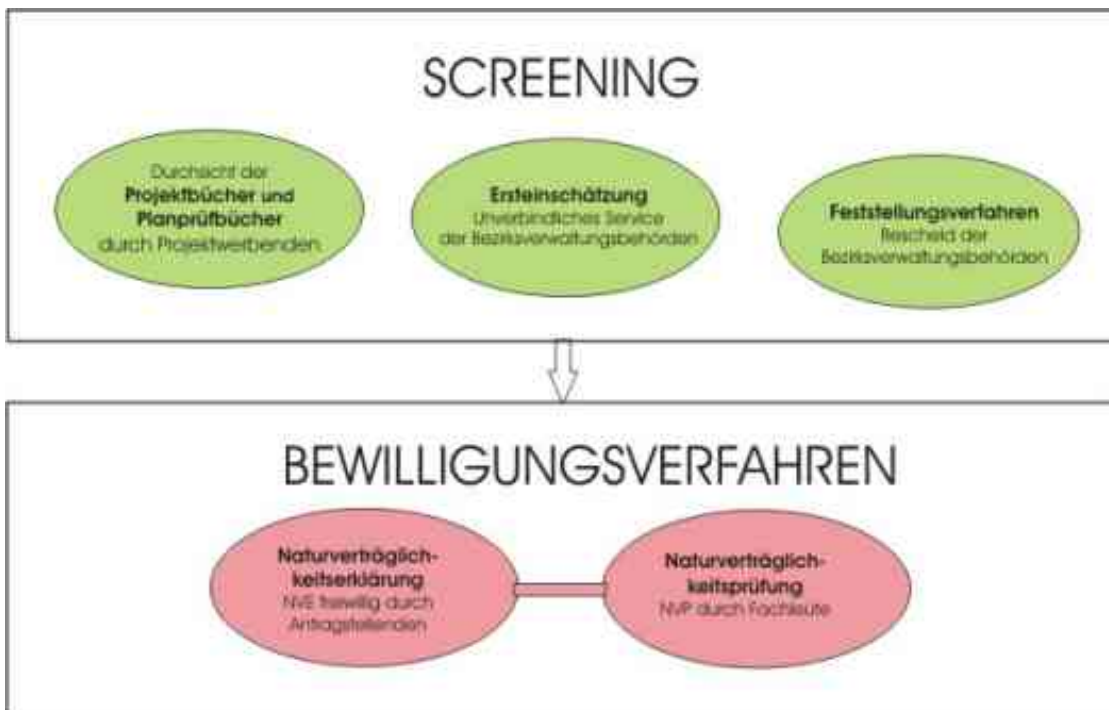 SCREENING
Durchsicht der
Projektbücher und
Planprüfbücher
durch Projektwerbenden
Ersteinschätzung
Unverbindliches Service
der Bezirksverwaltungsbehörden
Feststellungsverfahren
Bescheid der
Bezirksverwaltungsbehörden
BEWILLIGUNGSVERFAHREN
Naturverträglich-
keitserklärung
NVE freiwillig durch
Antragstellenden
Naturverträglich-
keitsprüfung
NVP durch Fachleute